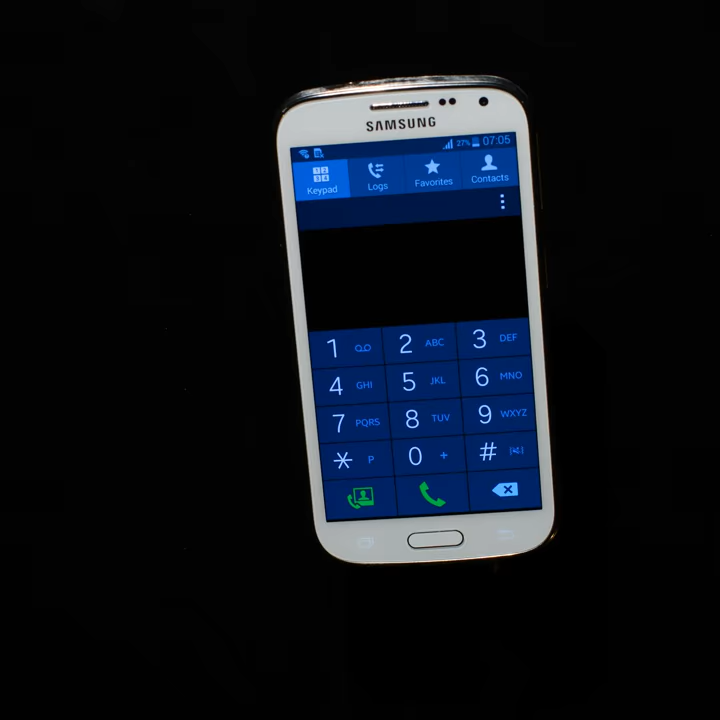 SAMSUNG
27% 07:05
Keypad Logs Favorites Contacts
1 2 ABC 3 DEF
4 GHI 5 JKL 6 MNO
7 PQRS 8 TUV 9 WXYZ
* P 0 + #